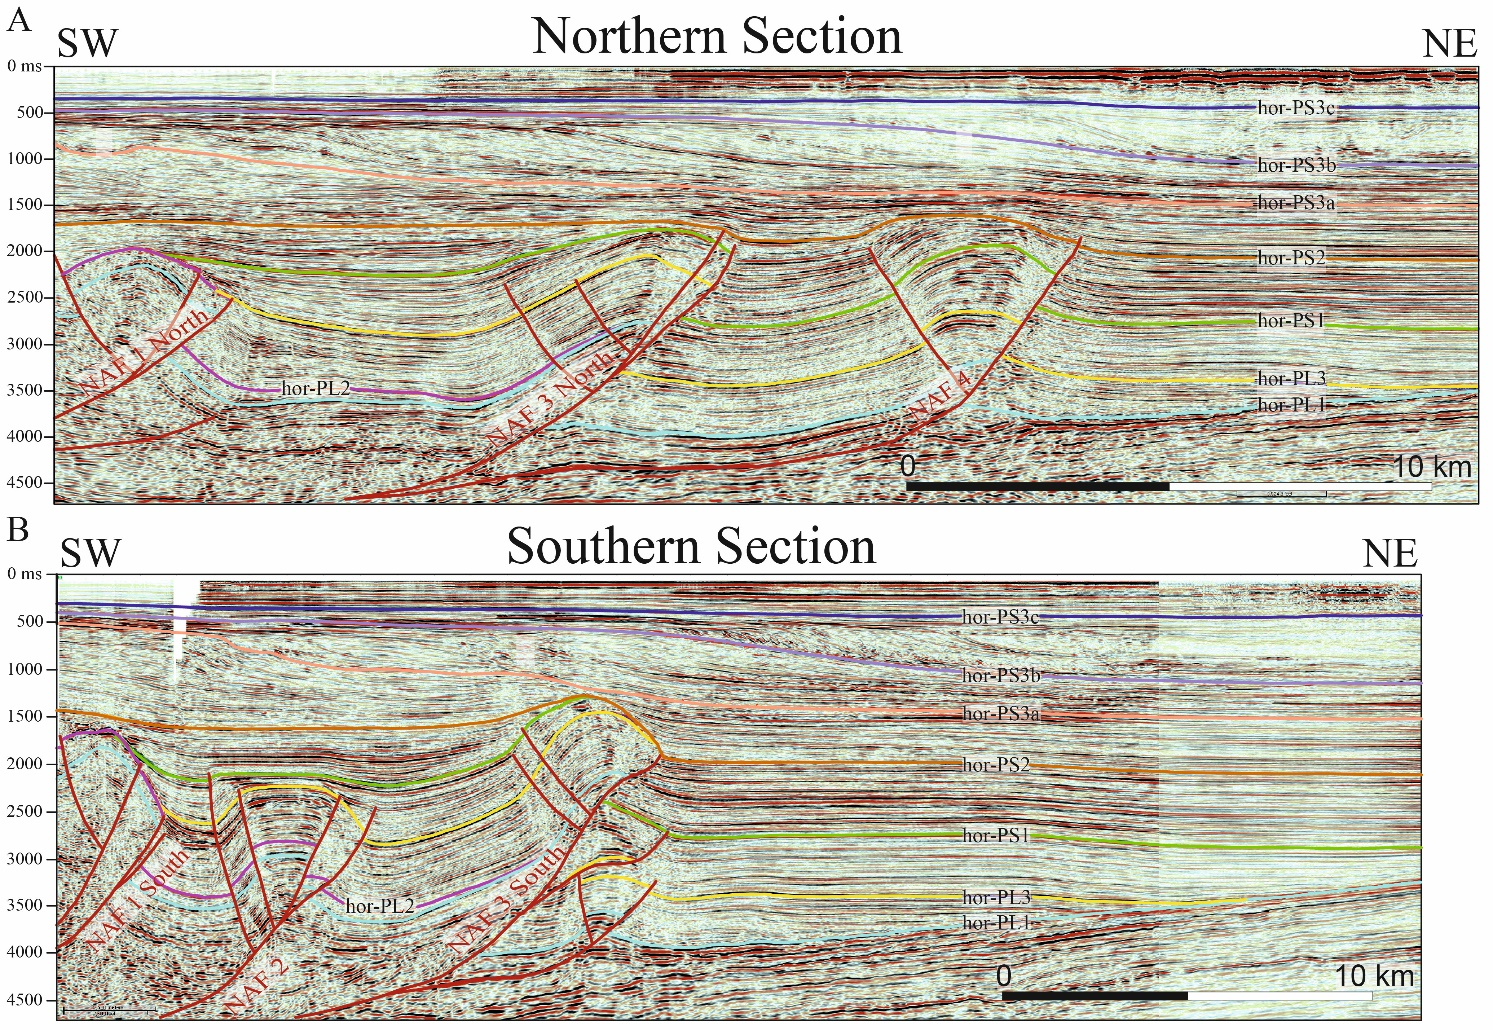 A
SW
Northern Section
NE
0 ms
500
1000
1500
2000
2500
3000
3500
4000
4500
hor-PS3c
hor-PS3b
hor-PS3a
hor-PS2
hor-PS1
hor-PL3
hor-PL1
hor-PL2
NAF 1 North
NAF 3 North
NAF 4
0
10 km
B
SW
Southern Section
NE
0 ms
500
1000
1500
2000
2500
3000
3500
4000
4500
hor-PS3c
hor-PS3b
hor-PS3a
hor-PS2
hor-PS1
hor-PL3
hor-PL1
hor-PL2
NAF 1 South
NAF 2
NAF 3 South
0
10 km